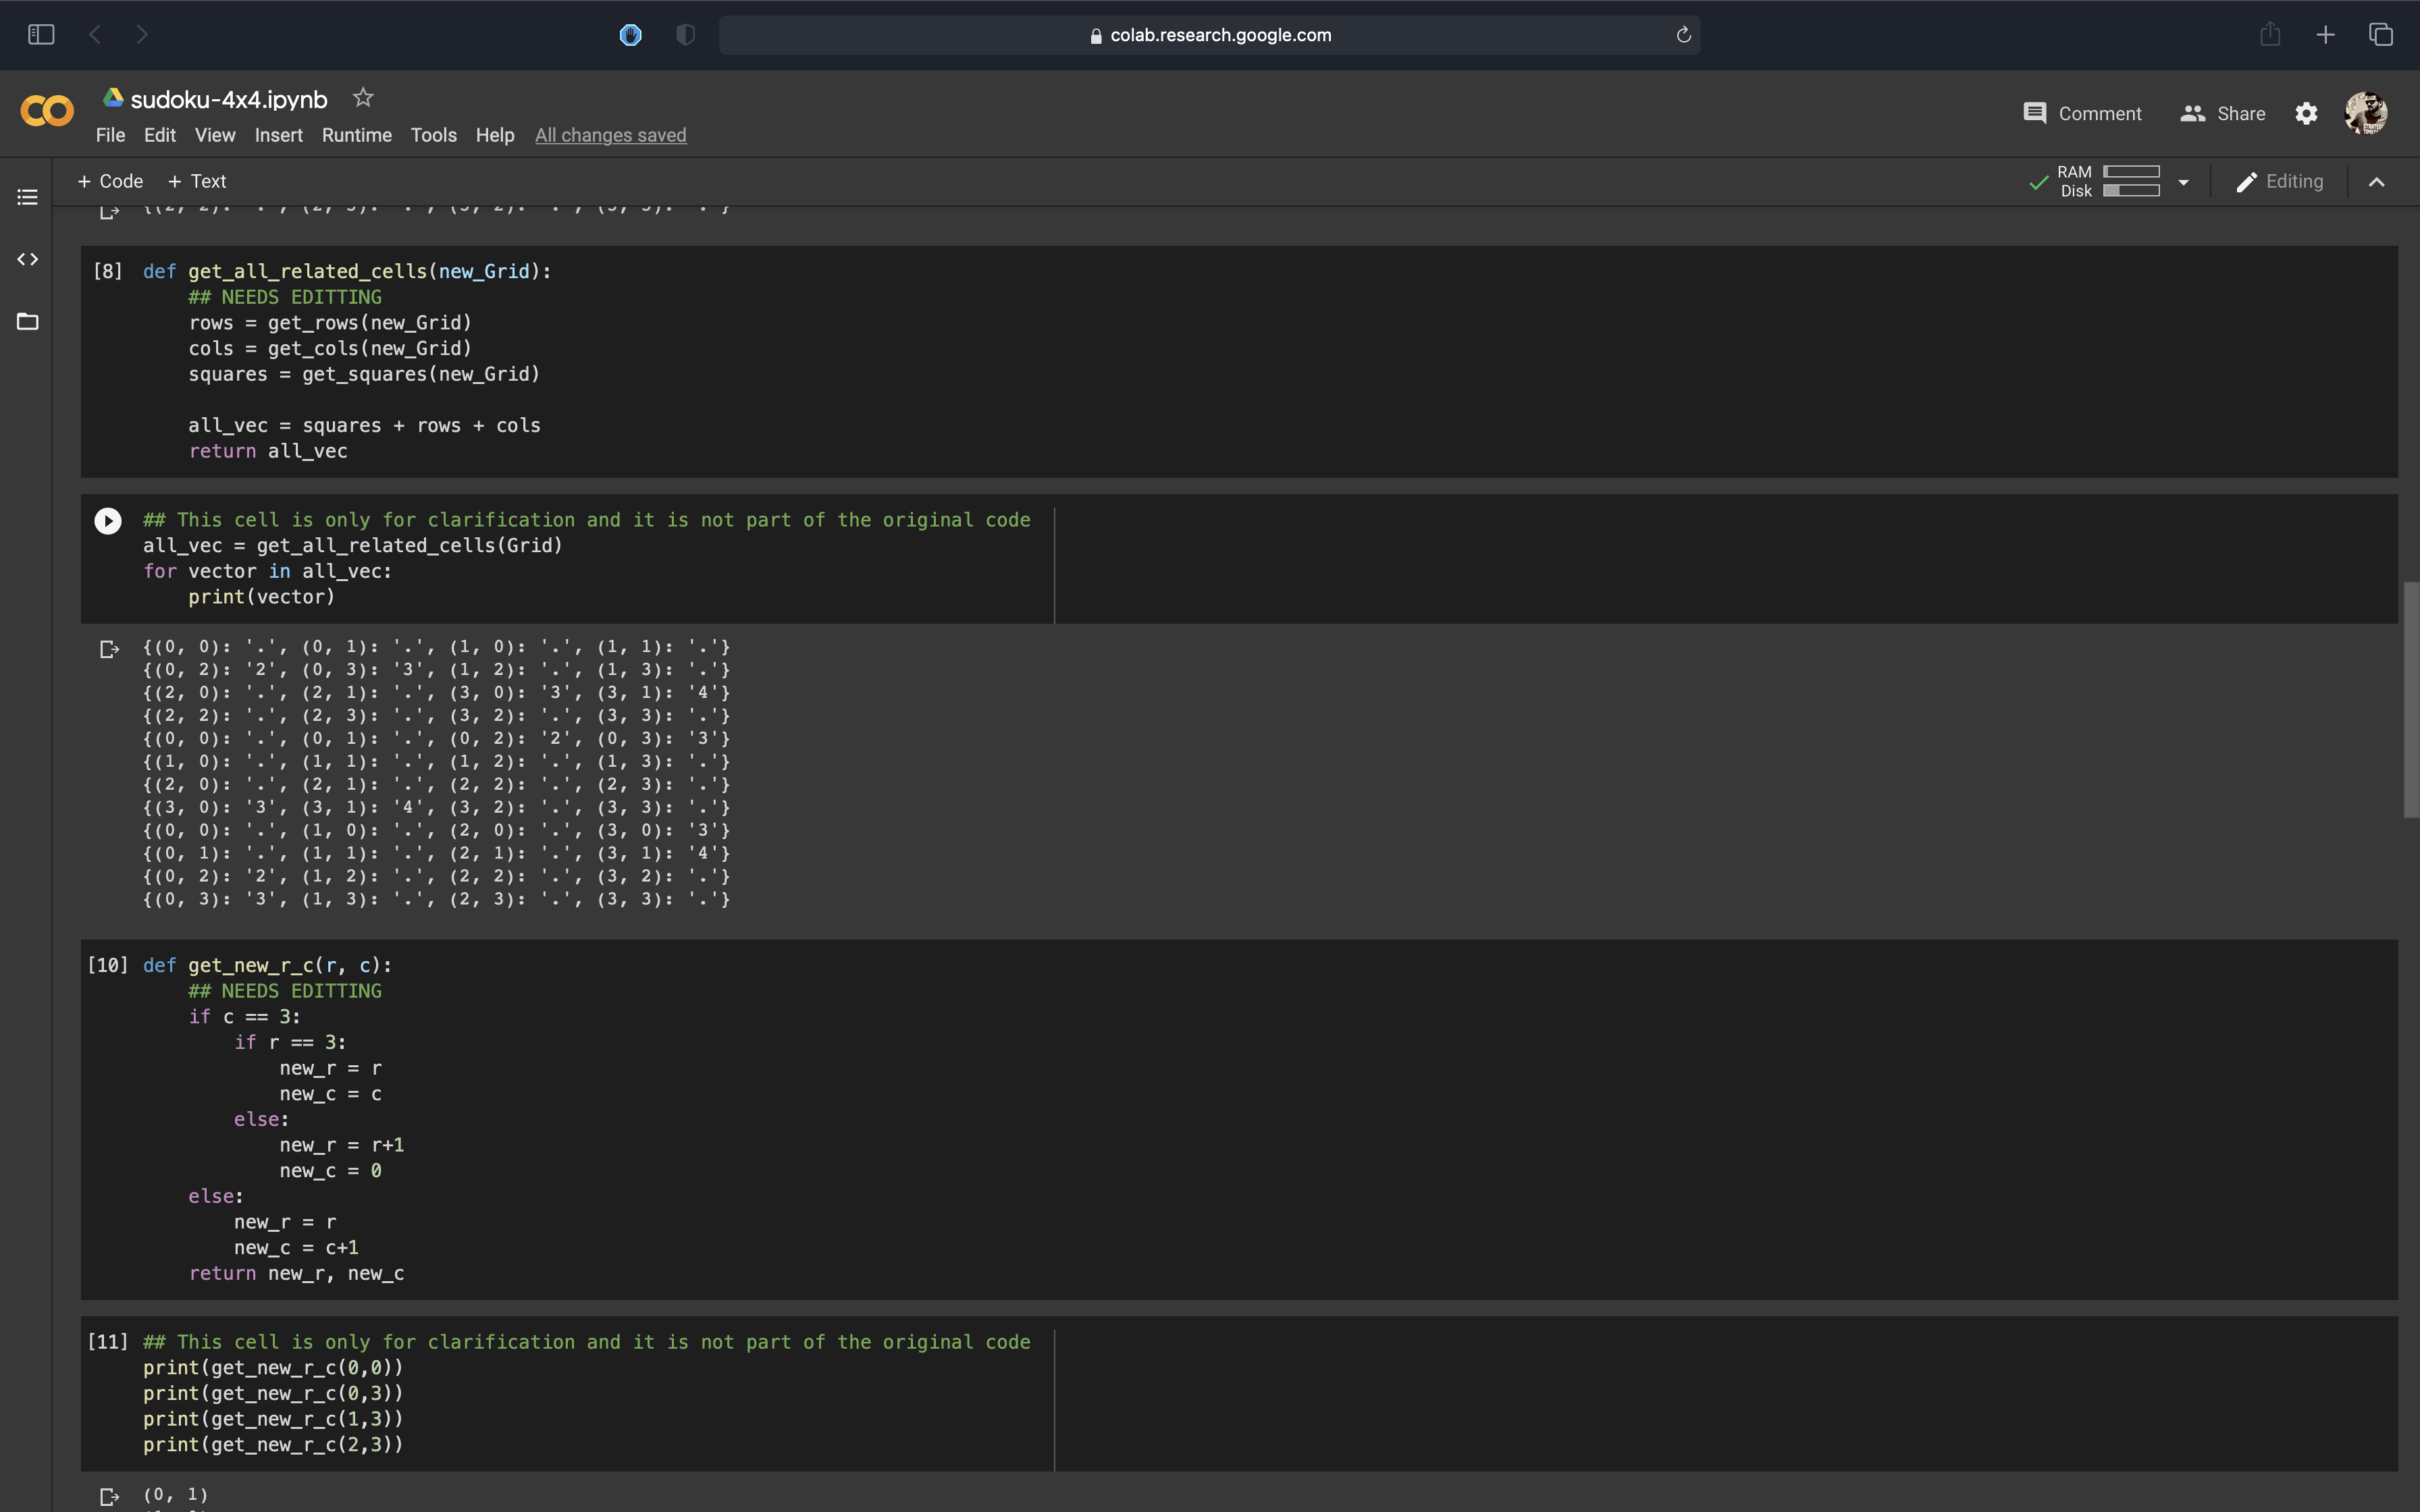 colab.research.google.com
sudoku-4x4.ipynb
Comment
Share
File Edit View Insert Runtime Tools Help All changes saved
+ Code + Text
RAM
Disk
Editing
{(2, 2): '.', (2, 3): '.', (3, 2): '.', (3, 3): '.'}
[8] def get_all_related_cells(new_Grid):
## NEEDS EDITTING
rows = get_rows(new_Grid)
cols = get_cols(new_Grid)
squares = get_squares(new_Grid)
all_vec = squares + rows + cols
return all_vec
## This cell is only for clarification and it is not part of the original code
all_vec = get_all_related_cells(Grid)
for vector in all_vec:
print(vector)
{(0, 0): '.', (0, 1): '.', (1, 0): '.', (1, 1): '.'}
{(0, 2): '2', (0, 3): '3', (1, 2): '.', (1, 3): '.'}
{(2, 0): '.', (2, 1): '.', (3, 0): '3', (3, 1): '4'}
{(2, 2): '.', (2, 3): '.', (3, 2): '.', (3, 3): '.'}
{(0, 0): '.', (0, 1): '.', (0, 2): '2', (0, 3): '3'}
{(1, 0): '.', (1, 1): '.', (1, 2): '.', (1, 3): '.'}
{(2, 0): '.', (2, 1): '.', (2, 2): '.', (2, 3): '.'}
{(3, 0): '3', (3, 1): '4', (3, 2): '.', (3, 3): '.'}
{(0, 0): '.', (1, 0): '.', (2, 0): '.', (3, 0): '3'}
{(0, 1): '.', (1, 1): '.', (2, 1): '.', (3, 1): '4'}
{(0, 2): '2', (1, 2): '.', (2, 2): '.', (3, 2): '.'}
{(0, 3): '3', (1, 3): '.', (2, 3): '.', (3, 3): '.'}
[10] def get_new_r_c(r, c):
## NEEDS EDITTING
if c == 3:
if r == 3:
new_r = r
new_c = c
else:
new_r = r+1
new_c = 0
else:
new_r = r
new_c = c+1
return new_r, new_c
[11] ## This cell is only for clarification and it is not part of the original code
print(get_new_r_c(0,0))
print(get_new_r_c(0,3))
print(get_new_r_c(1,3))
print(get_new_r_c(2,3))
(0, 1)